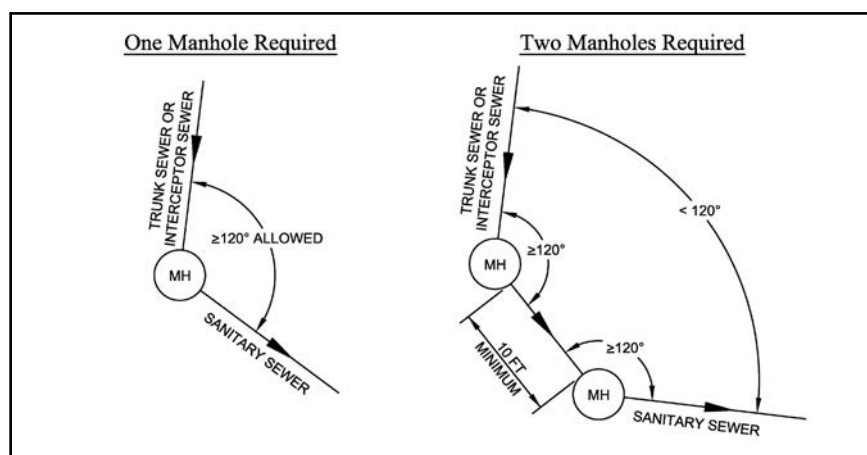 One Manhole Required
TRUNK SEWER OR
INTERCEPTOR SEWER
≥120° ALLOWED
MH
SANITARY SEWER
Two Manholes Required
TRUNK SEWER OR
INTERCEPTOR SEWER
< 120°
≥120°
MH
10 FT
MINIMUM
≥120°
MH
SANITARY SEWER